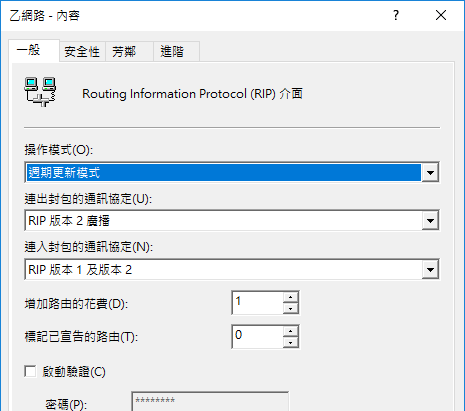 乙網路 - 內容
一般 安全性 芳鄰 進階
Routing Information Protocol (RIP) 介面
操作模式(O):
週期更新模式
連出封包的通訊協定(U):
RIP 版本 2 廣播
連入封包的通訊協定(N):
RIP 版本 1 及版本 2
增加路由的花費(D): 1
標記已宣告的路由(T): 0
啟動驗證(C)
密碼(P): ********